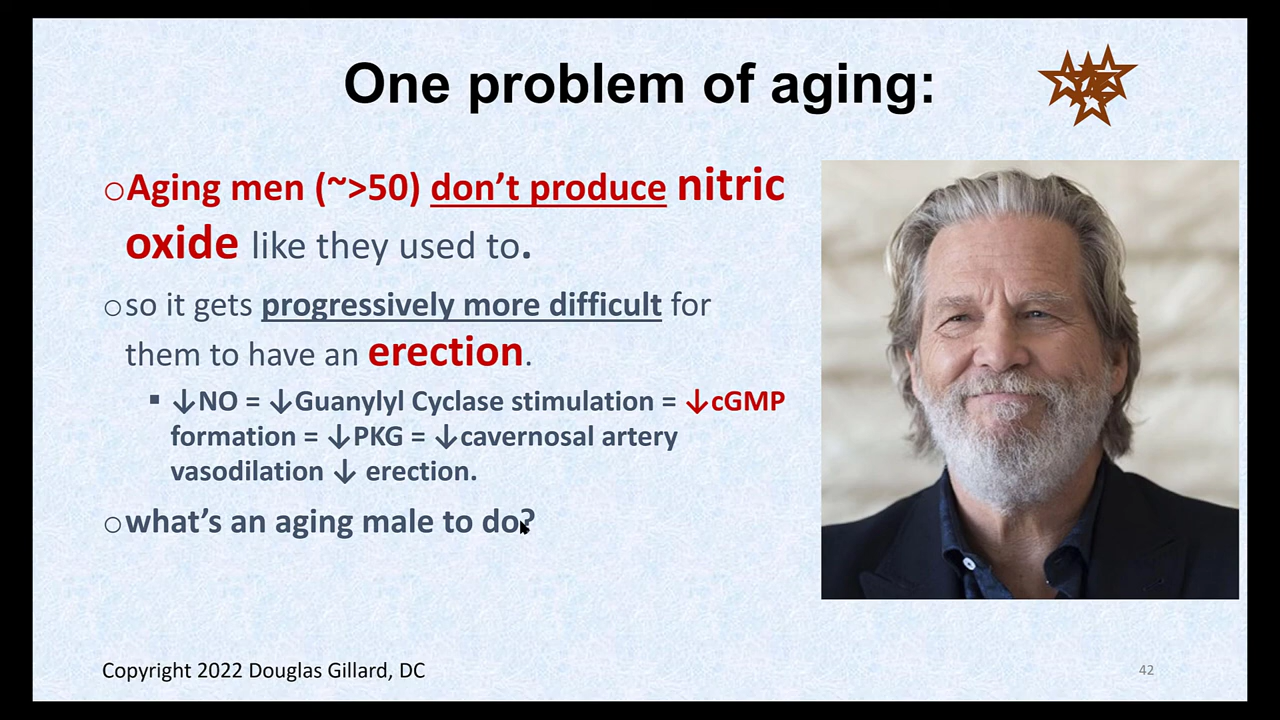 One problem of aging:
○Aging men (~>50) don’t produce nitric
oxide like they used to.
○so it gets progressively more difficult for
them to have an erection.
▪ ↓NO = ↓Guanylyl Cyclase stimulation = ↓cGMP
formation = ↓PKG = ↓cavernosal artery
vasodilation ↓ erection.
○what’s an aging male to do?
Copyright 2022 Douglas Gillard, DC
42